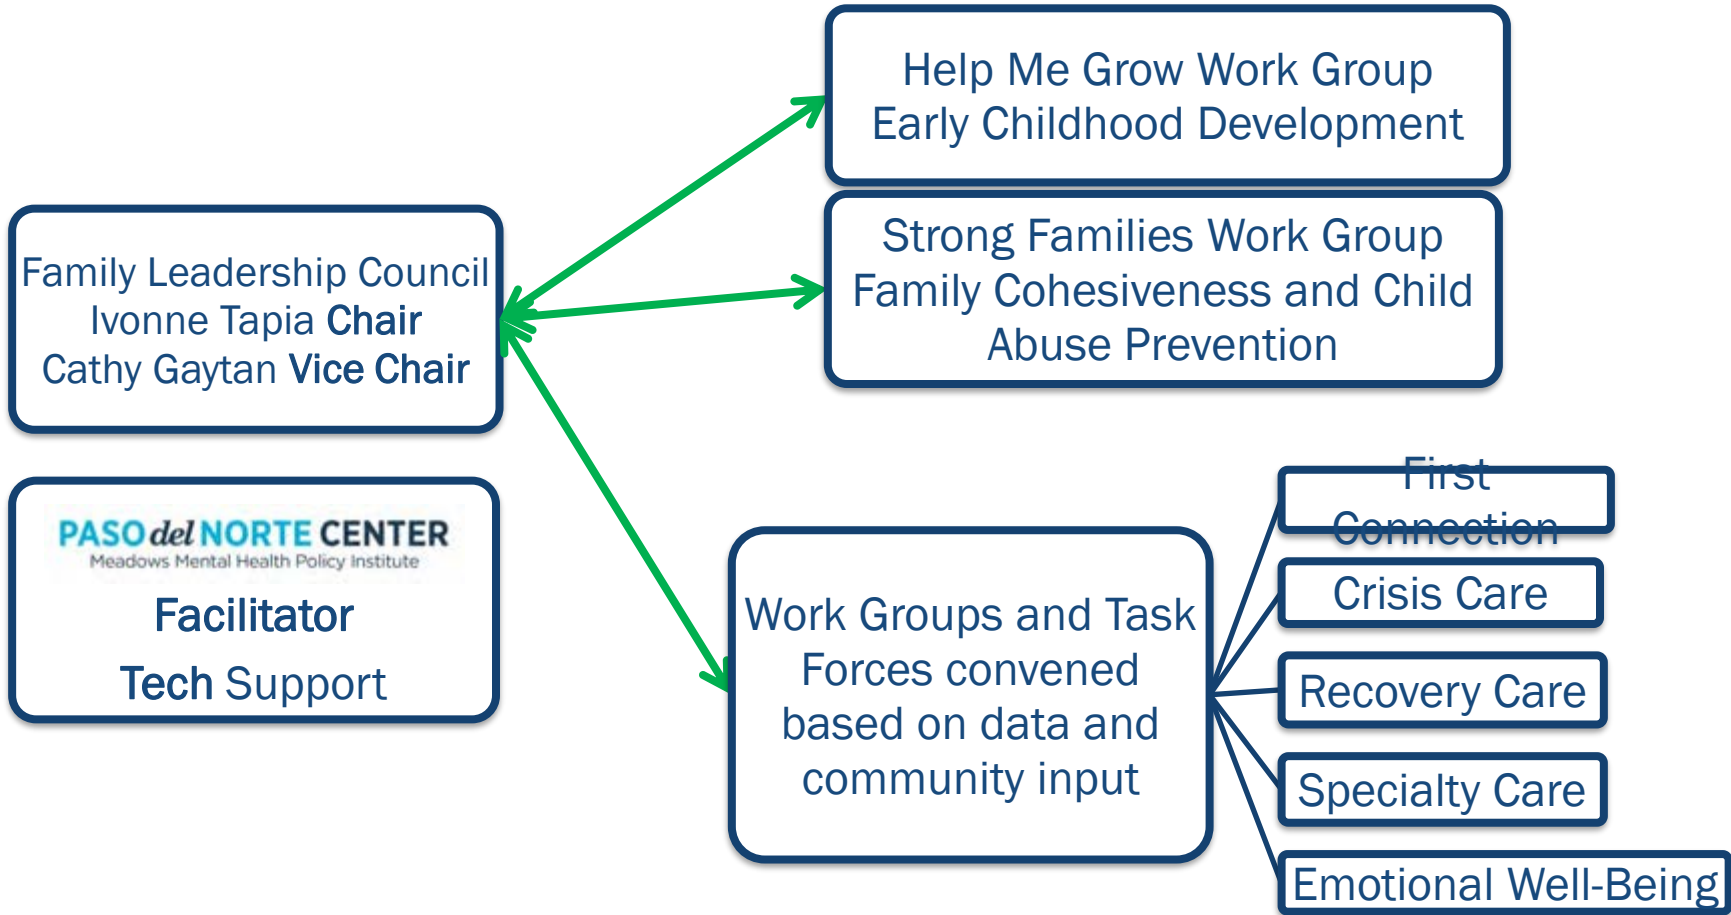 Help Me Grow Work Group
Early Childhood Development
Strong Families Work Group
Family Cohesiveness and Child
Abuse Prevention
Family Leadership Council
Ivonne Tapia Chair
Cathy Gaytan Vice Chair
PASO del NORTE CENTER
Meadows Mental Health Policy Institute
Facilitator
Tech Support
Work Groups and Task
Forces convened
based on data and
community input
First
Connection
Crisis Care
Recovery Care
Specialty Care
Emotional Well-Being